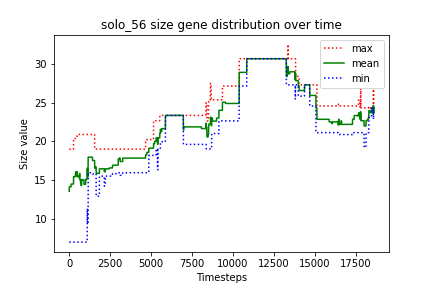 solo_56 size gene distribution over time
max
mean
min
Size value
30
25
20
15
10
0 2500 5000 7500 10000 12500 15000 17500
Timesteps